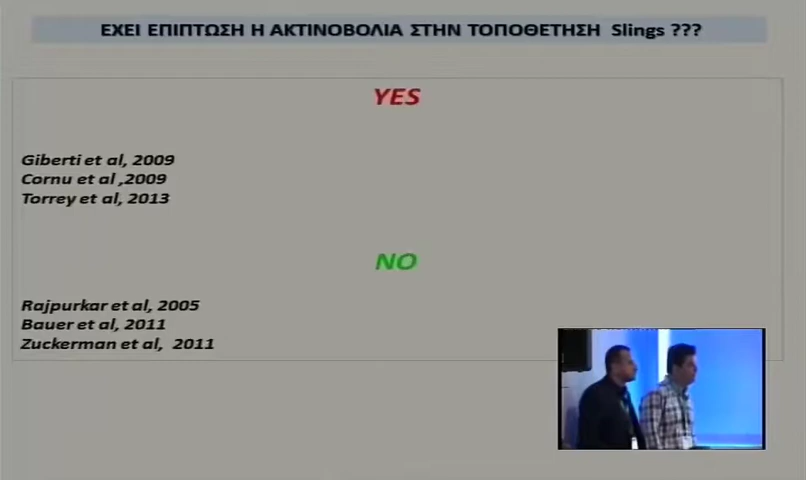 ΕΧΕΙ ΕΠΙΠΤΩΣΗ Η ΑΚΤΙΝΟΒΟΛΙΑ ΣΤΗΝ ΤΟΠΟΘΕΤΗΣΗ Slings ???
YES
Giberti et al, 2009
Cornu et al ,2009
Torrey et al, 2013
NO
Rajpurkar et al, 2005
Bauer et al, 2011
Zuckerman et al, 2011